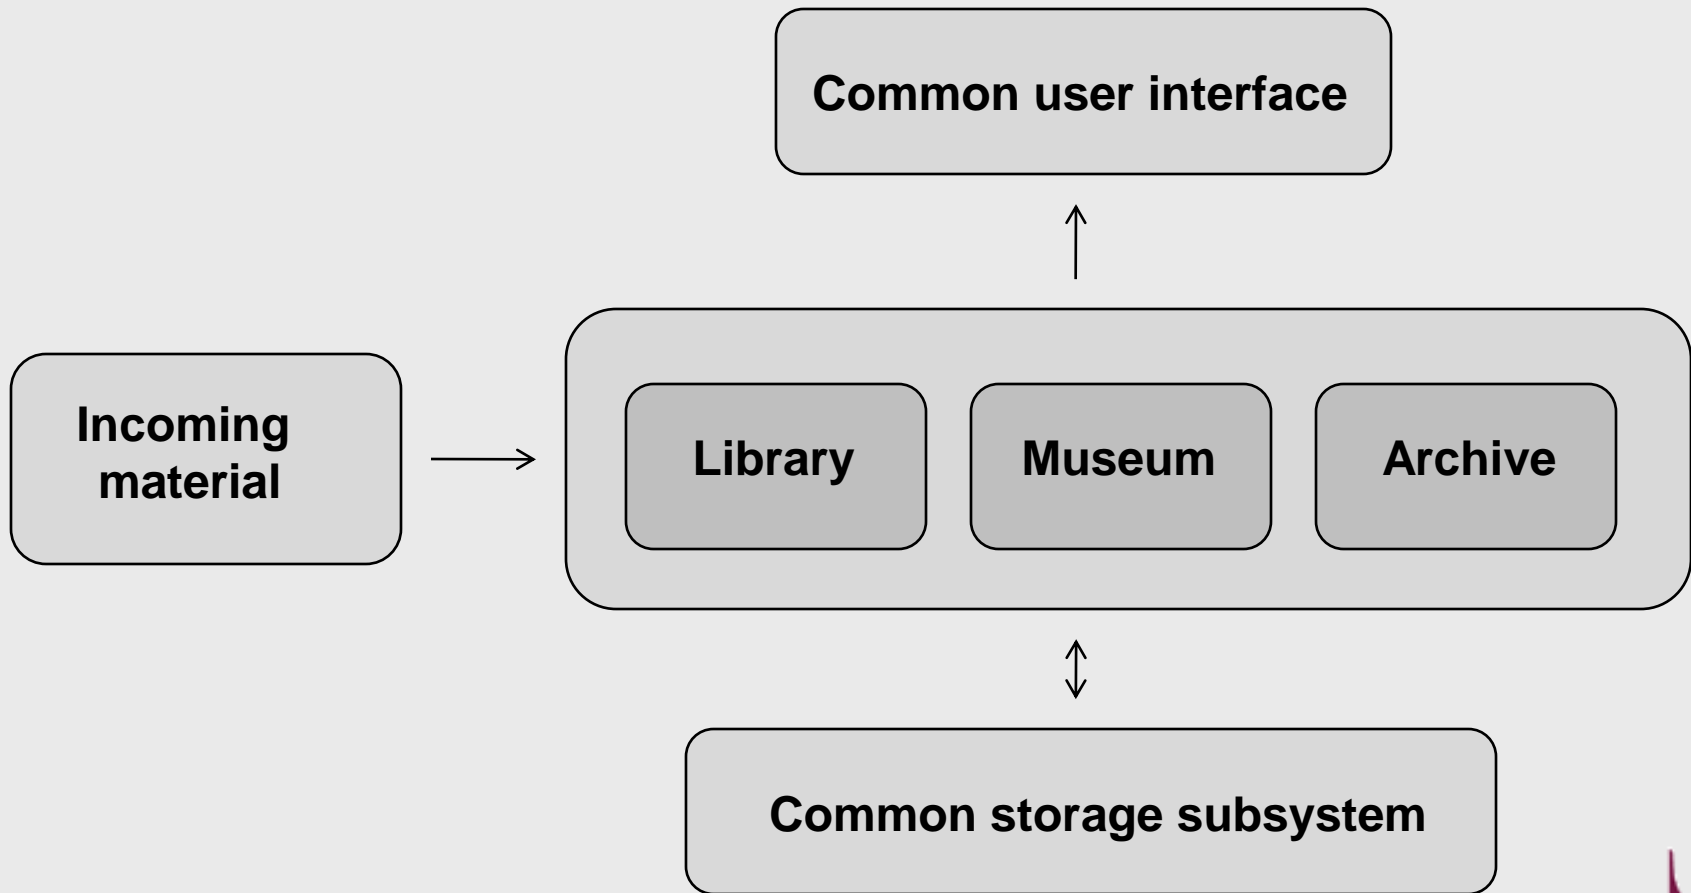 Common user interface
Incoming
material
Library
Museum
Archive
Common storage subsystem